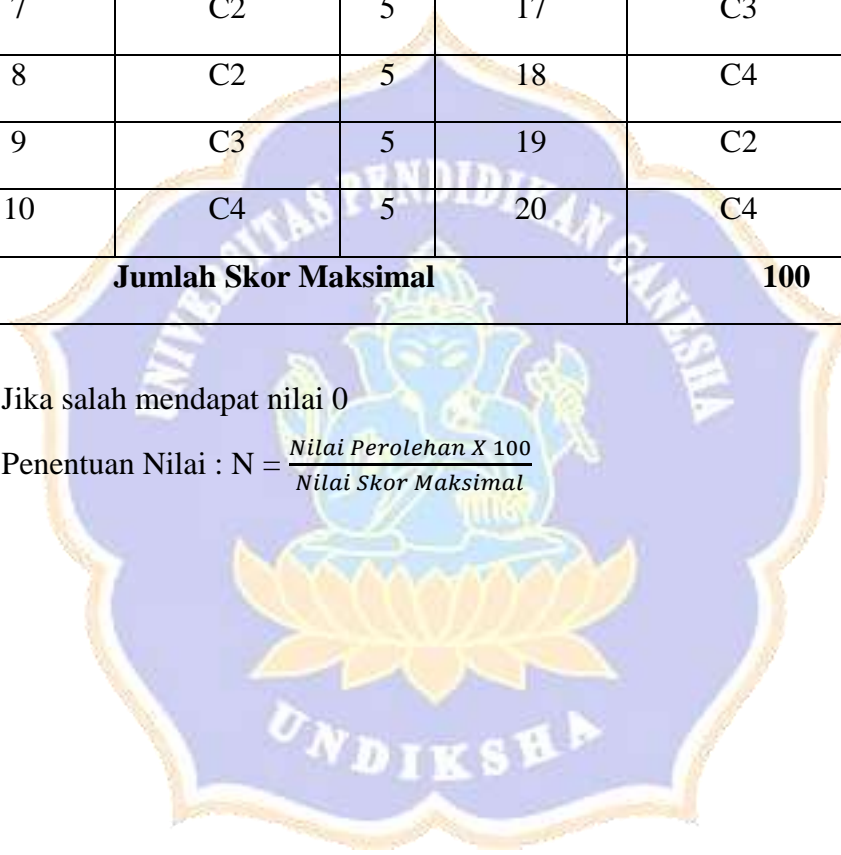 7 C2 5 17 C3
8 C2 5 18 C4
9 C3 5 19 C2
10 C4 5 20 C4
Jumlah Skor Maksimal 100
Jika salah mendapat nilai 0
Penentuan Nilai : N = Nilai Perolehan X 100
Nilai Skor Maksimal
UNIVERSITAS PENDIDIKAN GANESHA
UNDIKSHA